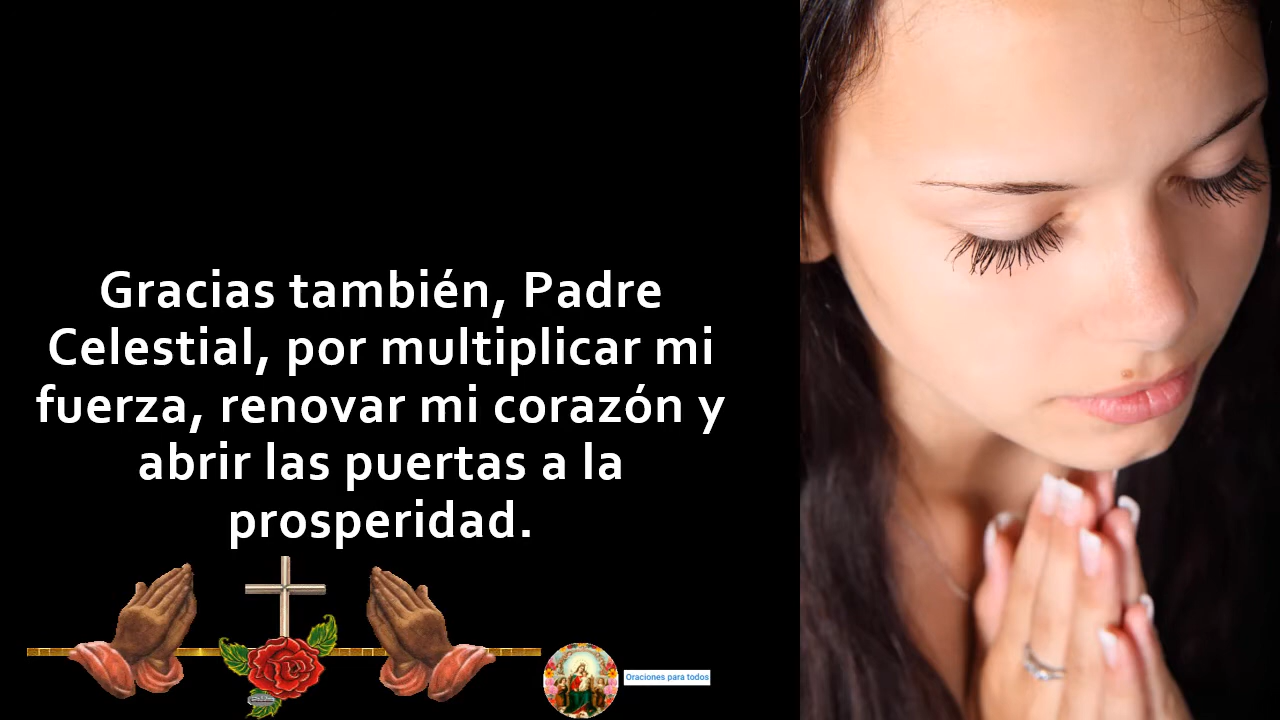 Gracias también, Padre
Celestial, por multiplicar mi
fuerza, renovar mi corazón y
abrir las puertas a la
prosperidad.
Oraciones para todos